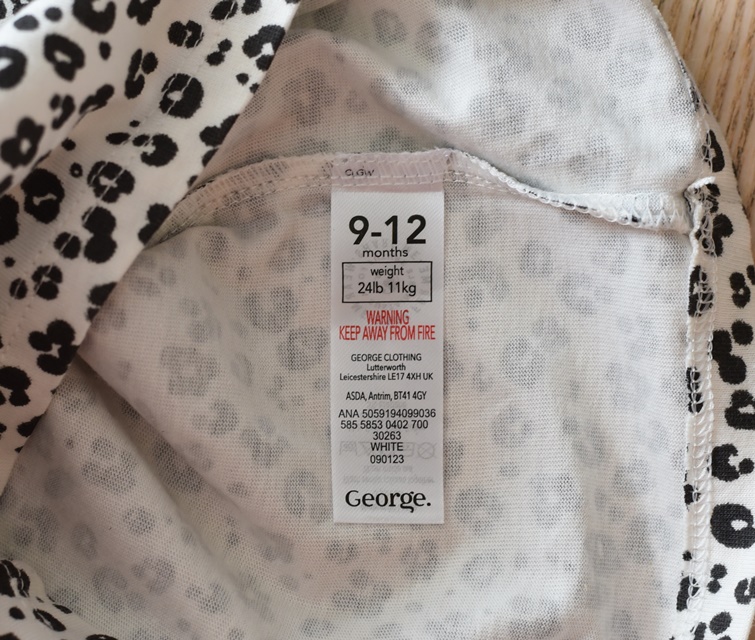 9-12
months
weight
24lb 11kg
WARNING
KEEP AWAY FROM FIRE
GEORGE CLOTHING
Lutterworth
Leicestershire LE17 4XH UK
ASDA, Antrim, BT41 4GY
ANA 5059194099036
585 5853 0402 700
30263
WHITE
090123
George.